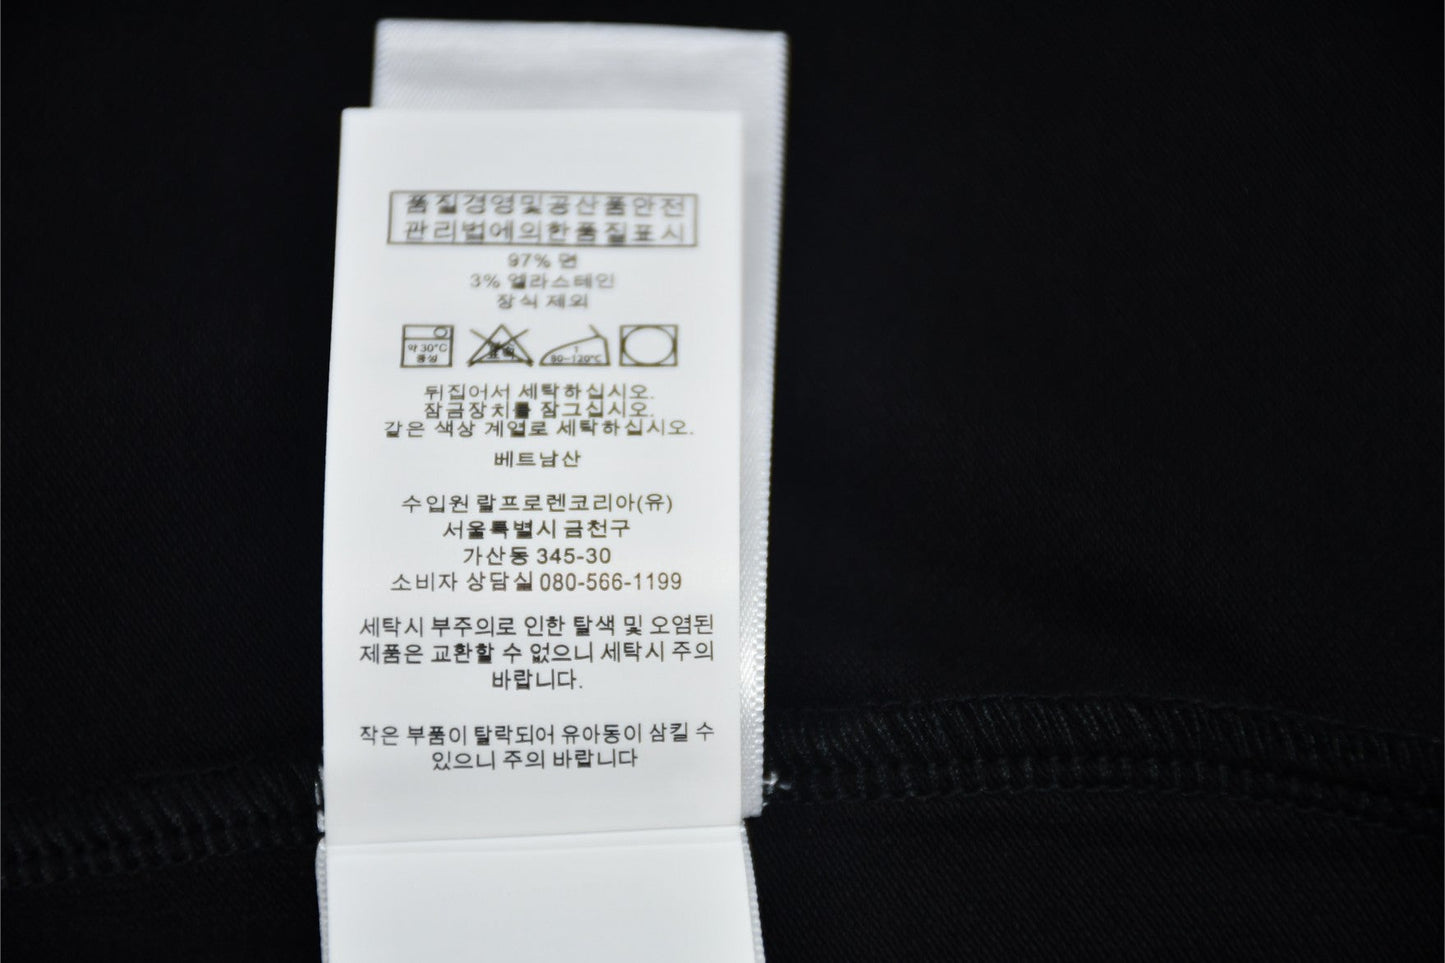 품질경영및공산품안전
관리법에의한품질표시
97% 면
3% 엘라스테인
장식 제외
약 30°C
중성
1
80~120°C
뒤집어서 세탁하십시오.
잠금장치를 잠그십시오.
같은 색상 계열로 세탁하십시오.
베트남산
수입원 랄프로렌코리아(유)
서울특별시 금천구
가산동 345-30
소비자 상담실 080-566-1199
세탁시 부주의로 인한 탈색 및 오염된
제품은 교환할 수 없으니 세탁시 주의
바랍니다.
작은 부품이 탈락되어 유아동이 삼킬 수
있으니 주의 바랍니다